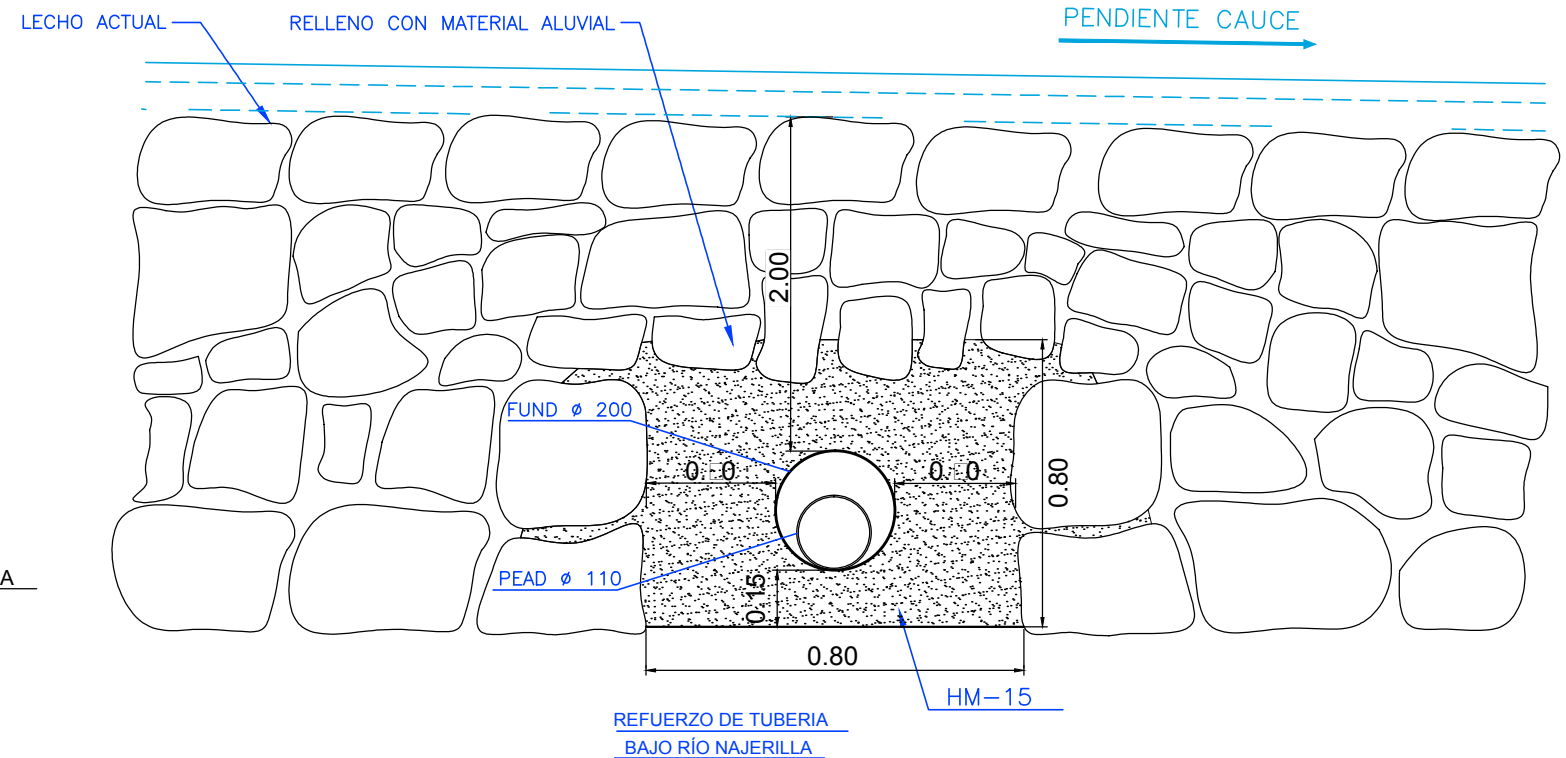 LECHO ACTUAL
RELLENO CON MATERIAL ALUVIAL
PENDIENTE CAUCE
2.00
FUND ø 200
0.80
PEAD ø 110
0.15
A
0.80
HM-15
REFUERZO DE TUBERIA
BAJO RÍO NAJERILLA